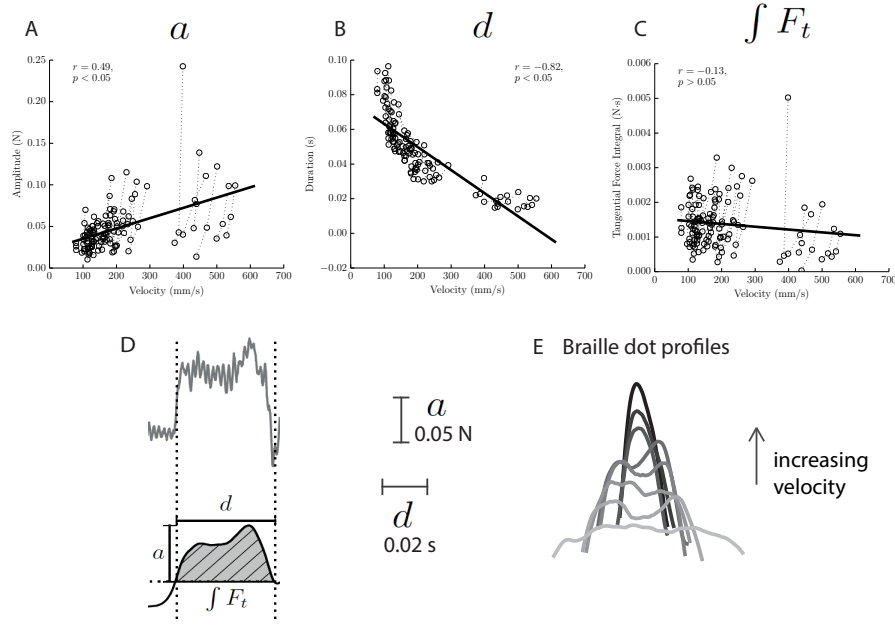 A
a
r = 0.49,
p < 0.05
Amplitude (N)
0.25
0.20
0.15
0.10
0.05
0.00
0 100 200 300 400 500 600 700
Velocity (mm/s)
B
d
r = −0.82,
p < 0.05
Duration (s)
0.10
0.08
0.06
0.04
0.02
0.00
−0.02
0 100 200 300 400 500 600 700
Velocity (mm/s)
C
∫ F_t
r = −0.13,
p > 0.05
Tangential Force Integral (N·s)
0.006
0.005
0.004
0.003
0.002
0.001
0.000
0 100 200 300 400 500 600 700
Velocity (mm/s)
D
d
a
∫ F_t
a
0.05 N
d
0.02 s
E Braille dot profiles
increasing
velocity